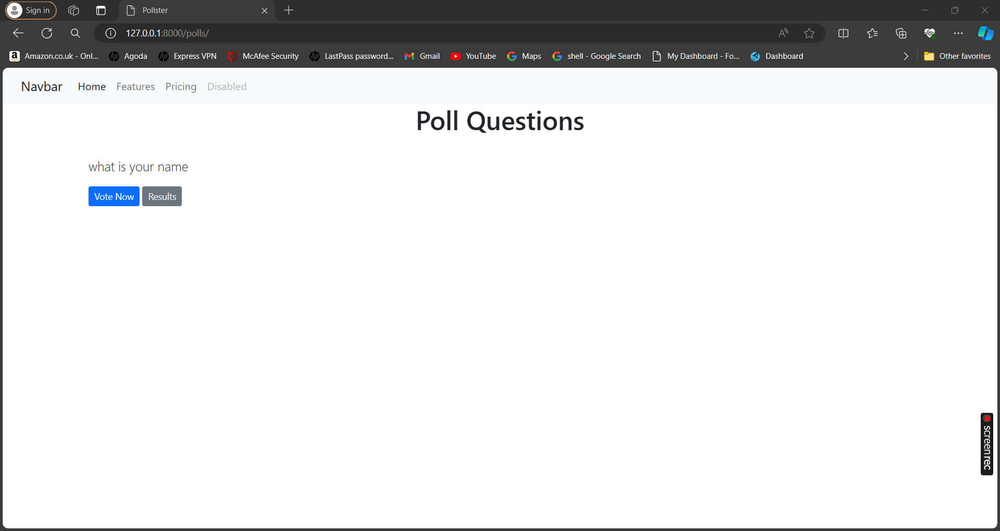 Sign in
Pollster
127.0.0.1:8000/polls/
Amazon.co.uk - Onl... Agoda Express VPN McAfee Security LastPass password... Gmail YouTube Maps shell - Google Search My Dashboard - Fo... Dashboard Other favorites
Navbar Home Features Pricing Disabled
Poll Questions
what is your name
Vote Now Results
screenrec